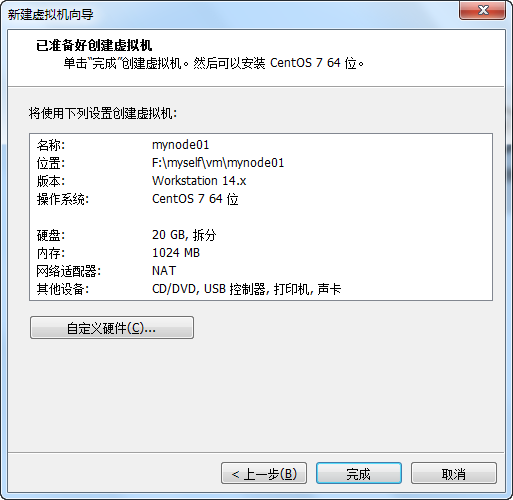 新建虚拟机向导
已准备好创建虚拟机
单击“完成”创建虚拟机。然后可以安装 CentOS 7 64 位。
将使用下列设置创建虚拟机:
名称: mynode01
位置: F:\myself\vm\mynode01
版本: Workstation 14.x
操作系统: CentOS 7 64 位
硬盘: 20 GB, 拆分
内存: 1024 MB
网络适配器: NAT
其他设备: CD/DVD, USB 控制器, 打印机, 声卡
自定义硬件(C)...
< 上一步(B) 完成 取消